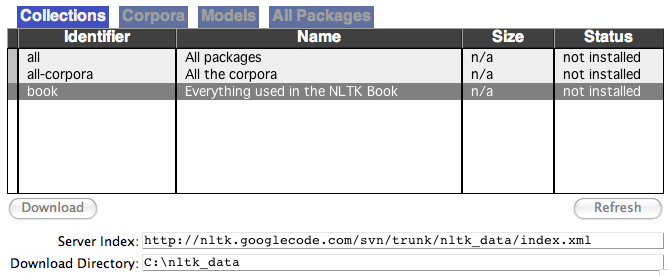 Collections Corpora Models All Packages
Identifier Name Size Status
all All packages n/a not installed
all-corpora All the corpora n/a not installed
book Everything used in the NLTK Book n/a not installed
Download Refresh
Server Index: http://nltk.googlecode.com/svn/trunk/nltk_data/index.xml
Download Directory: C:\nltk_data